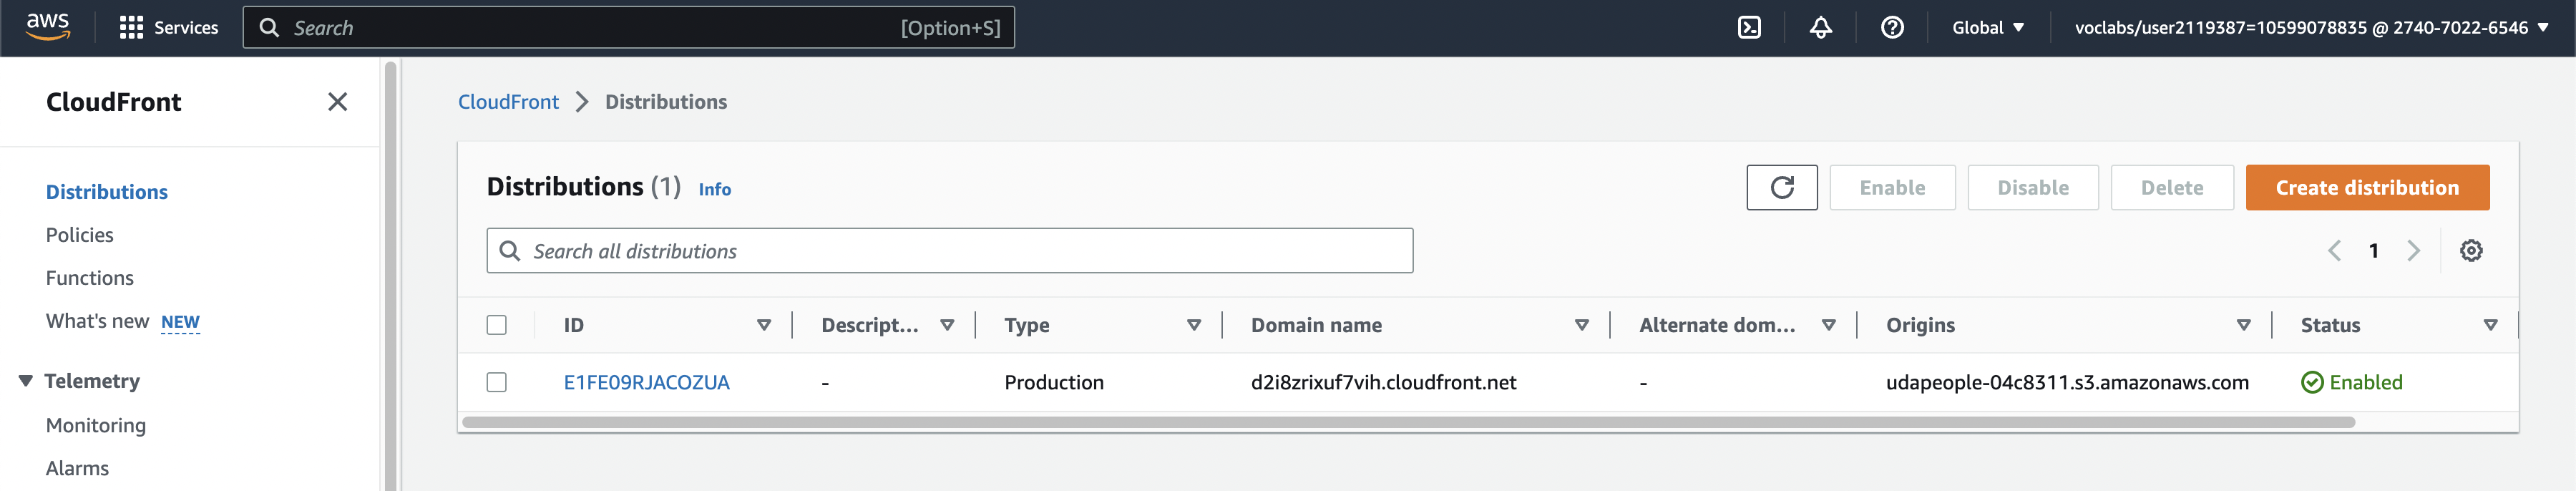 aws
Services
Search
[Option+S]
Global
voclabs/user2119387=10599078835 @ 2740-7022-6546
CloudFront
Distributions
Policies
Functions
What's new NEW
Telemetry
Monitoring
Alarms
CloudFront
Distributions
Distributions (1) Info
Enable
Disable
Delete
Create distribution
Search all distributions
1
ID
Descript...
Type
Domain name
Alternate dom...
Origins
Status
E1FE09RJACOZUA
-
Production
d2i8zrixuf7vih.cloudfront.net
-
udapeople-04c8311.s3.amazonaws.com
Enabled